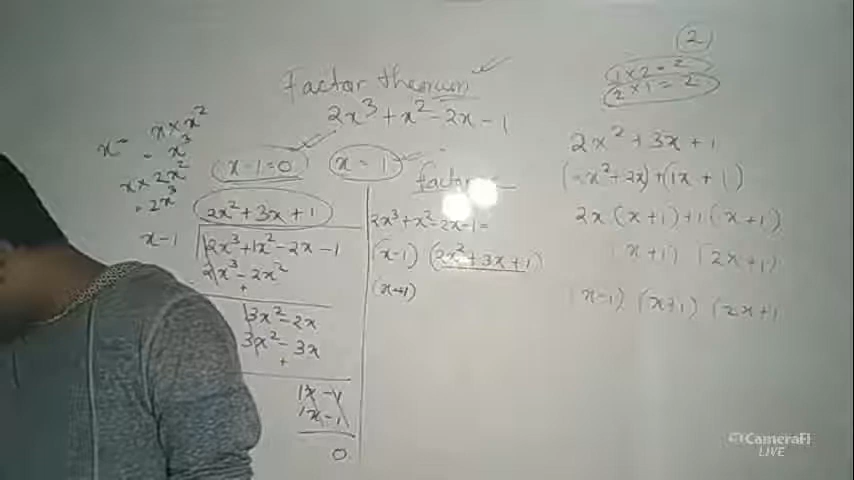 Factor theorem
2x³ + x² - 2x - 1
(x-1=0) x = 1
x × x²
= x³
x × 2x²
= 2x³
2x² + 3x + 1
x-1
2x³ + 1x² - 2x - 1
2x³ - 2x²
+
3x² - 2x
3x² - 3x
+
1x - 1
1x - 1
0
factor
2x³ + x² - 2x - 1 =
(x-1) (2x² + 3x + 1)
(x+1)
2
1 × 2 = 2
2 × 1 = 2
2x² + 3x + 1
x² + 2x) + (1x + 1)
2x (x+1) + 1 (x+1)
(x+1) (2x+1)
(x-1) (x+1) (2x+1
CameraFI
LIVE